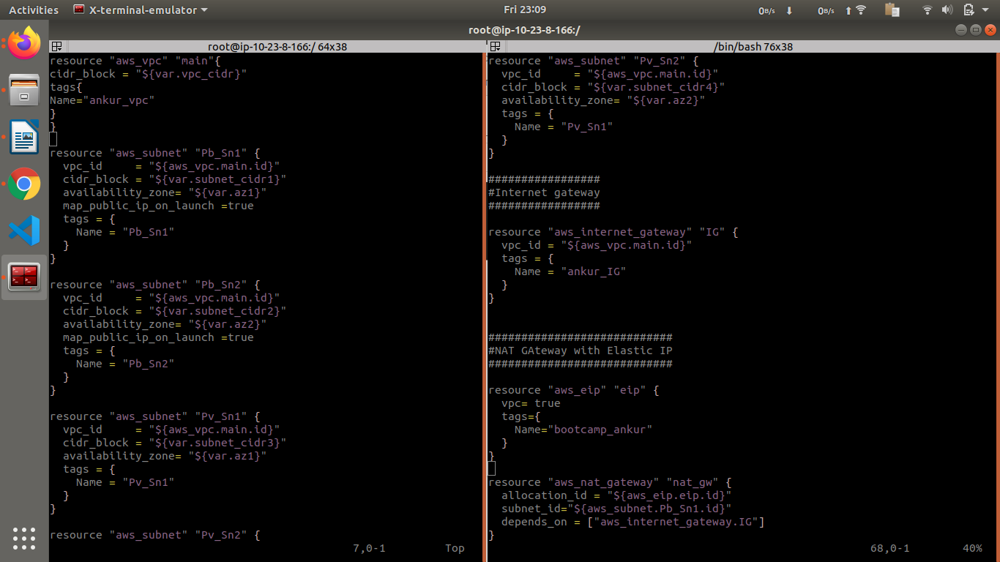 Activities
X-terminal-emulator
Fri 23:09
0B/s
0B/s
root@ip-10-23-8-166:/
root@ip-10-23-8-166:/ 64x38
resource "aws_vpc" "main"{
cidr_block = "${var.vpc_cidr}"
tags{
Name="ankur_vpc"
}
}
resource "aws_subnet" "Pb_Sn1" {
  vpc_id     = "${aws_vpc.main.id}"
  cidr_block = "${var.subnet_cidr1}"
  availability_zone= "${var.az1}"
  map_public_ip_on_launch =true
  tags = {
    Name = "Pb_Sn1"
  }
}
resource "aws_subnet" "Pb_Sn2" {
  vpc_id     = "${aws_vpc.main.id}"
  cidr_block = "${var.subnet_cidr2}"
  availability_zone= "${var.az2}"
  map_public_ip_on_launch =true
  tags = {
    Name = "Pb_Sn2"
  }
}
resource "aws_subnet" "Pv_Sn1" {
  vpc_id     = "${aws_vpc.main.id}"
  cidr_block = "${var.subnet_cidr3}"
  availability_zone= "${var.az1}"
  tags = {
    Name = "Pv_Sn1"
  }
}
resource "aws_subnet" "Pv_Sn2" {
7,0-1 Top
/bin/bash 76x38
resource "aws_subnet" "Pv_Sn2" {
  vpc_id     = "${aws_vpc.main.id}"
  cidr_block = "${var.subnet_cidr4}"
  availability_zone= "${var.az2}"
  tags = {
    Name = "Pv_Sn1"
  }
}
#################
#Internet gateway
#################
resource "aws_internet_gateway" "IG" {
  vpc_id = "${aws_vpc.main.id}"
  tags = {
    Name = "ankur_IG"
  }
}
############################
#NAT GAteway with Elastic IP
############################
resource "aws_eip" "eip" {
  vpc= true
  tags={
    Name="bootcamp_ankur"
  }
}
resource "aws_nat_gateway" "nat_gw" {
  allocation_id = "${aws_eip.eip.id}"
  subnet_id="${aws_subnet.Pb_Sn1.id}"
  depends_on = ["aws_internet_gateway.IG"]
}
68,0-1 40%